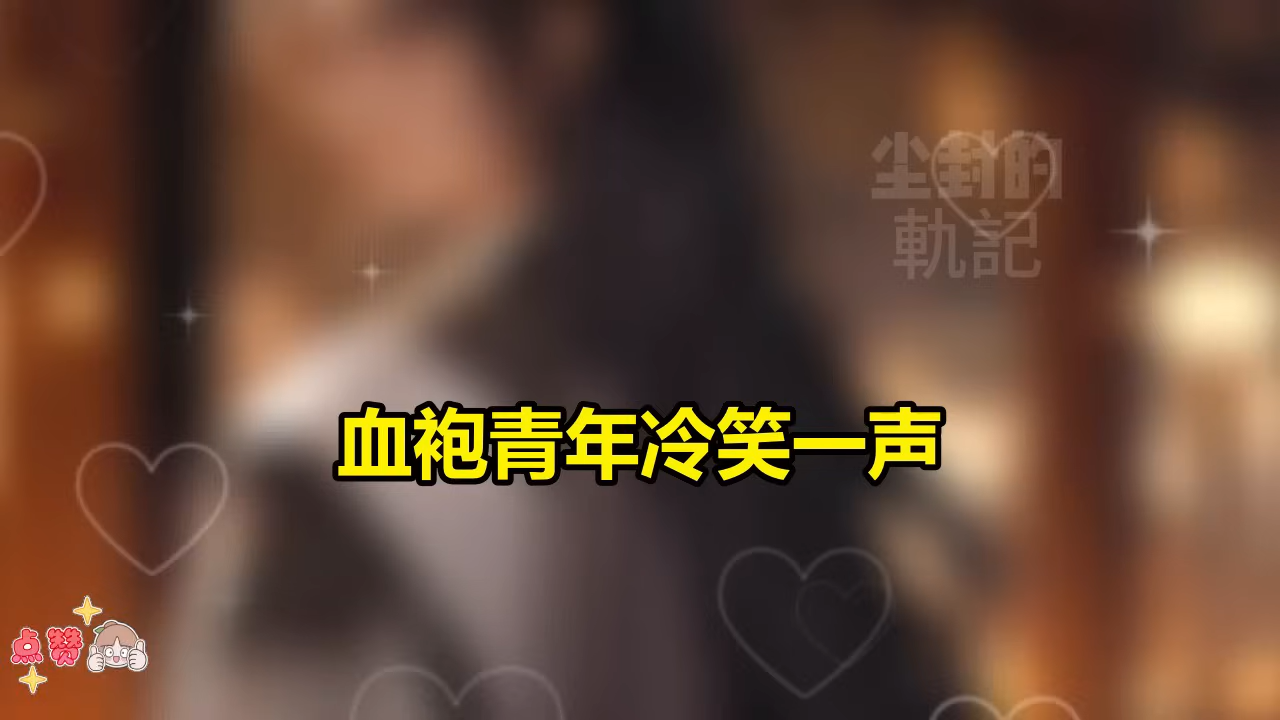 尘封的
軌記
血袍青年冷笑一声
点赞